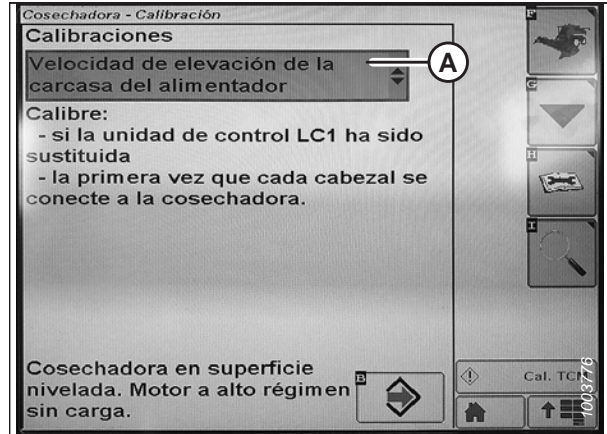 Cosechadora - Calibración
Calibraciones
Velocidad de elevación de la
carcasa del alimentador
A
Calibre:
- si la unidad de control LC1 ha sido
sustituida
- la primera vez que cada cabezal se
conecte a la cosechadora.
Cosechadora en superficie
nivelada. Motor a alto régimen
sin carga.
B
F
G
H
I
Cal. TCM
1003776